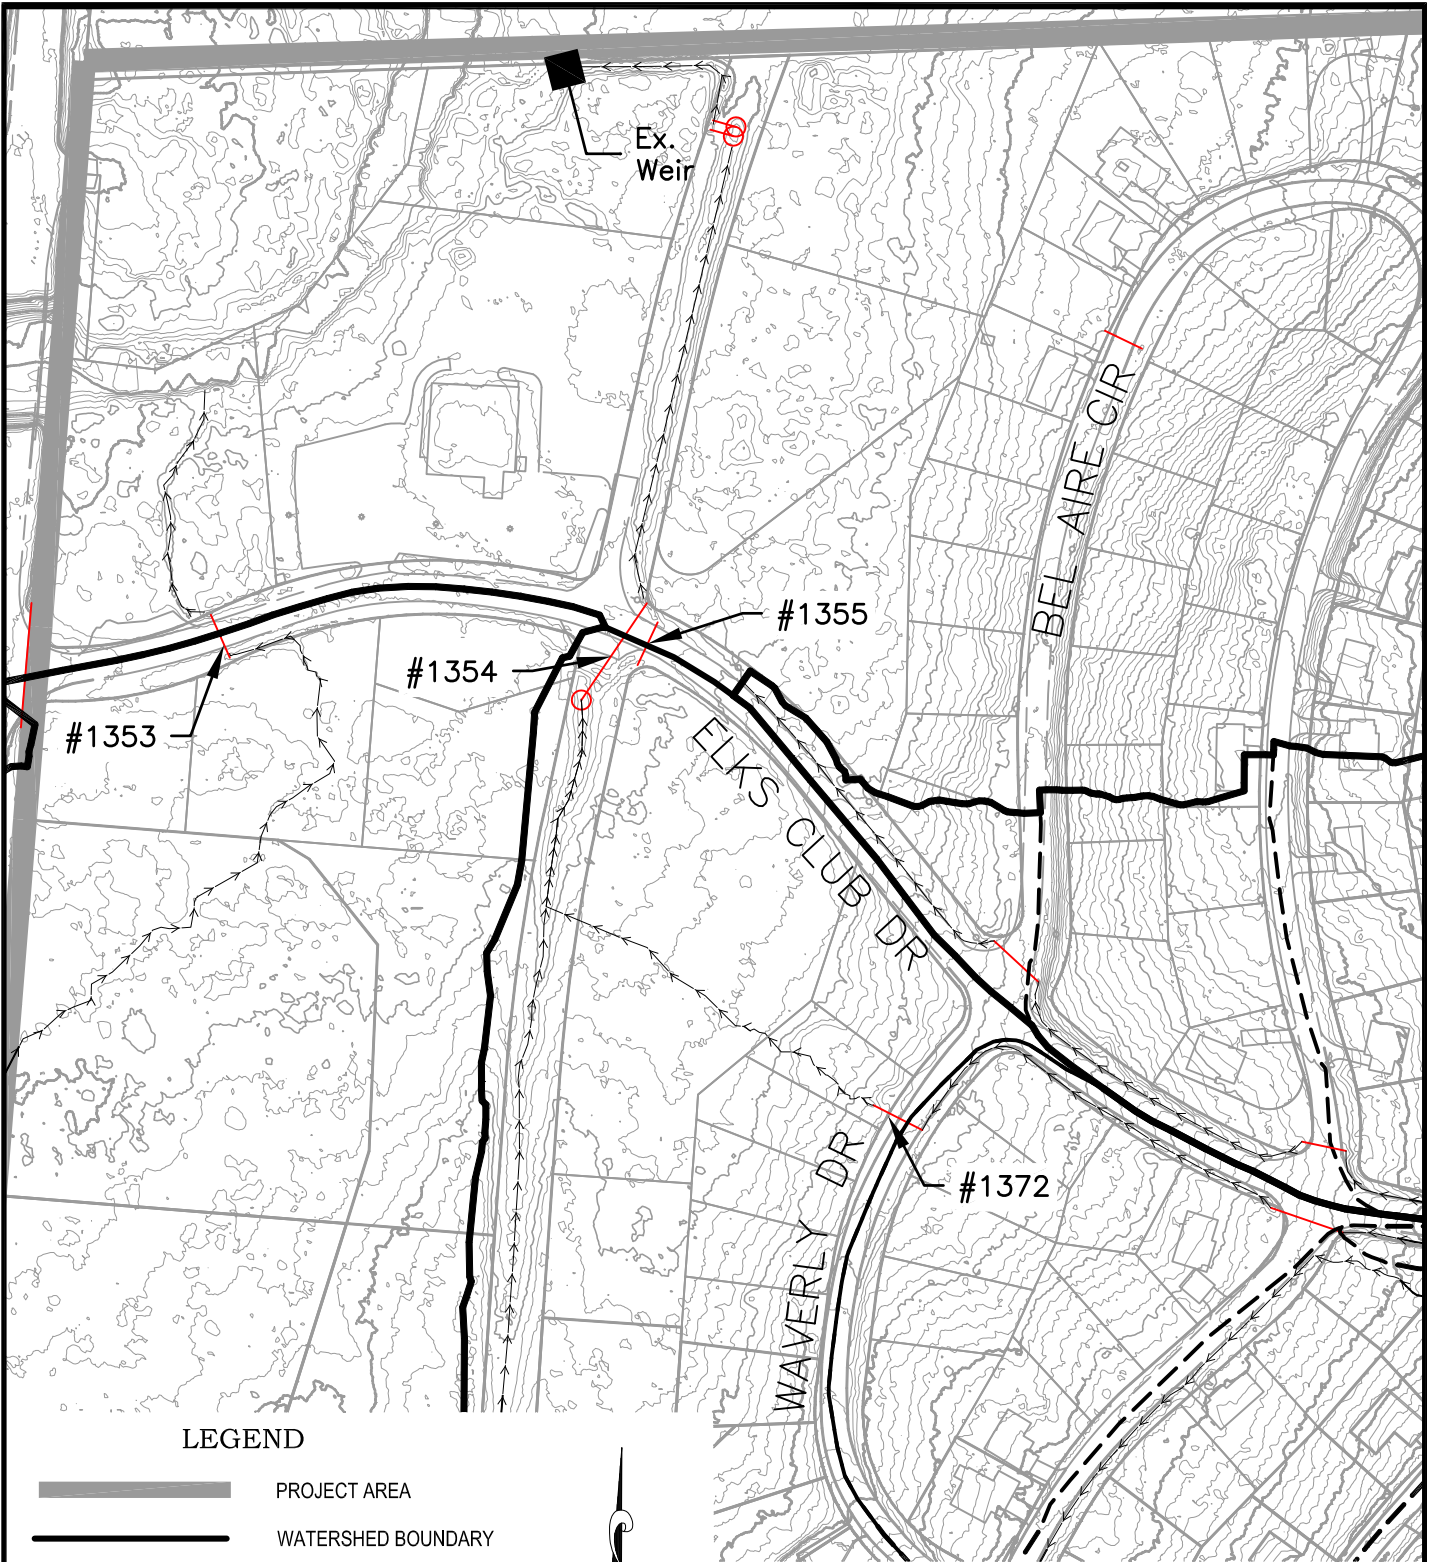 Ex.
Weir
BEL AIRE CIR
#1355
#1354
#1353
ELKS CLUB DR
#1372
WAVERLY DR
LEGEND
PROJECT AREA
WATERSHED BOUNDARY